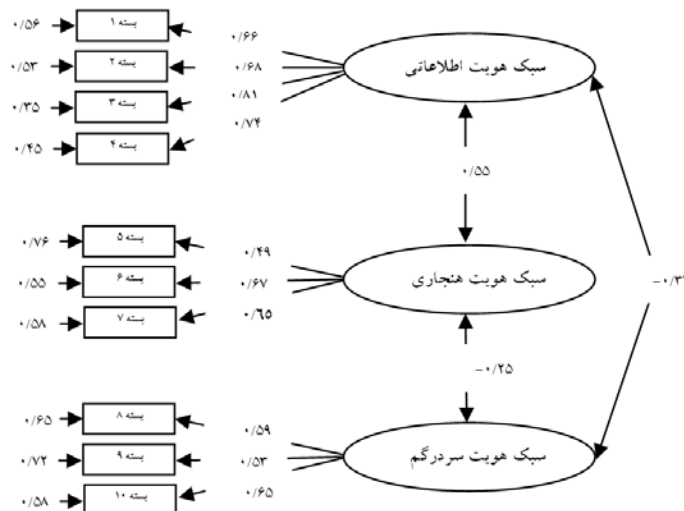 ۰/۵۶ بسته ۱ ۰/۶۶
۰/۵۳ بسته ۲ ۰/۶۸ سبک هویت اطلاعاتی
۰/۳۵ بسته ۳ ۰/۸۱
۰/۴۵ بسته ۴ ۰/۷۴
۰/۵۵
۰/۷۶ بسته ۵ ۰/۴۹
۰/۵۵ بسته ۶ ۰/۶۷ سبک هویت هنجاری
۰/۵۸ بسته ۷ ۰/٦٥
-۰/۲۵
۰/۶۵ بسته ۸ ۰/۵۹
۰/۷۲ بسته ۹ ۰/۵۳ سبک هویت سردرگم
۰/۵۸ بسته ۱۰ ۰/۶۵